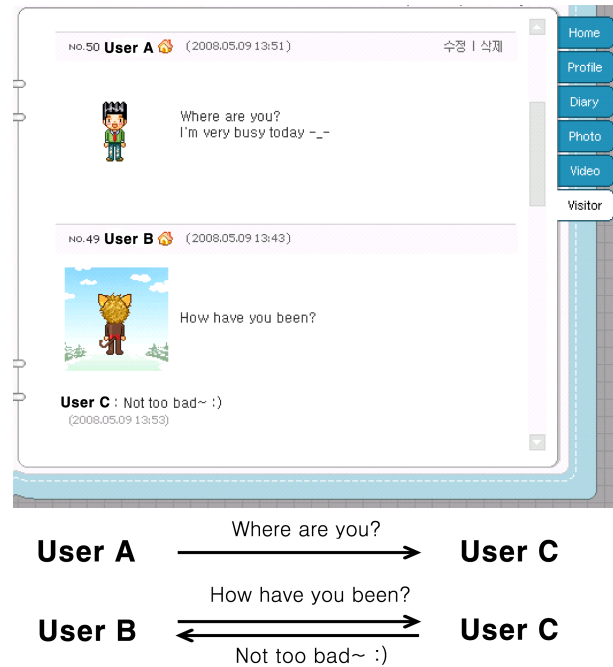 Home
Profile
Diary
Photo
Video
Visitor
NO.50 User A (2008.05.09 13:51) 수정 | 삭제
Where are you?
I'm very busy today -_-
NO.49 User B (2008.05.09 13:43)
How have you been?
User C : Not too bad~ :)
(2008.05.09 13:53)
Where are you?
User A User C
How have you been?
User B User C
Not too bad~ :)